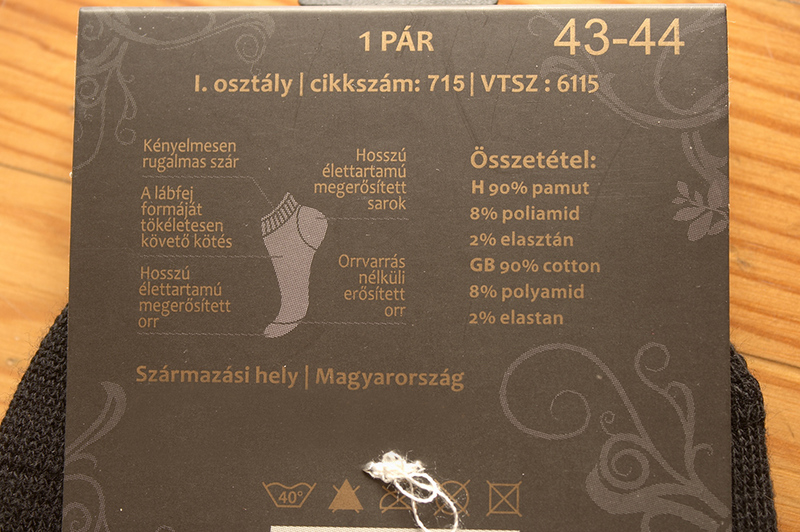 1 PÁR
43-44
I. osztály | cikkszám: 715 | VTSZ : 6115
Kényelmesen
rugalmas szár
A lábfej
formáját
tökéletesen
követő kötés
Hosszú
élettartamú
megerősített
orr
Hosszú
élettartamú
megerősített
sarok
Orrvarrás
nélküli
erősített
orr
Összetétel:
H 90% pamut
8% poliamid
2% elasztán
GB 90% cotton
8% polyamid
2% elastan
Származási hely | Magyarország
40°